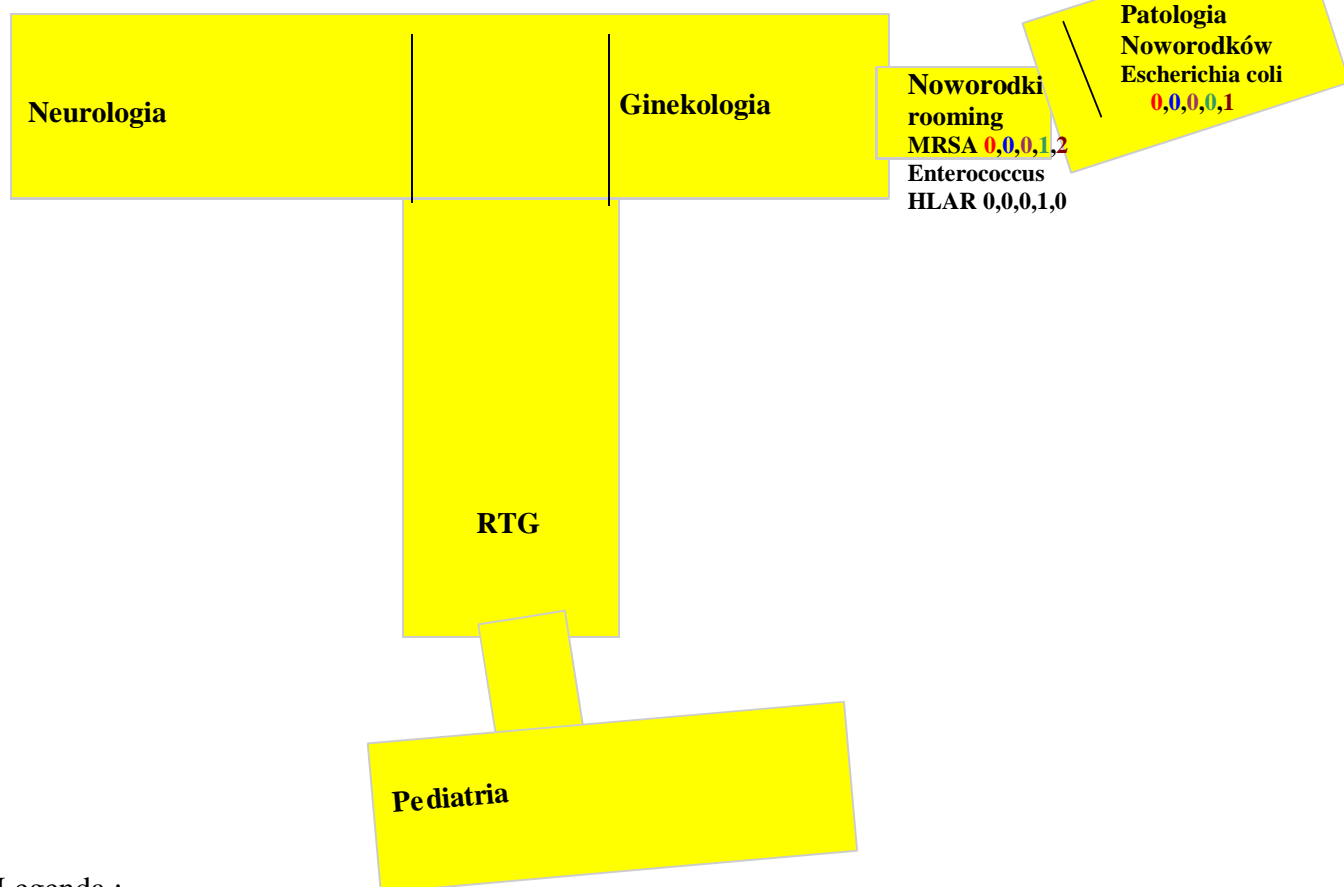 Neurologia
Ginekologia
Noworodki
rooming
MRSA 0,0,0,1,2
Enterococcus
HLAR 0,0,0,1,0
Patologia
Noworodków
Escherichia coli
0,0,0,0,1
RTG
Pediatria
Legenda :